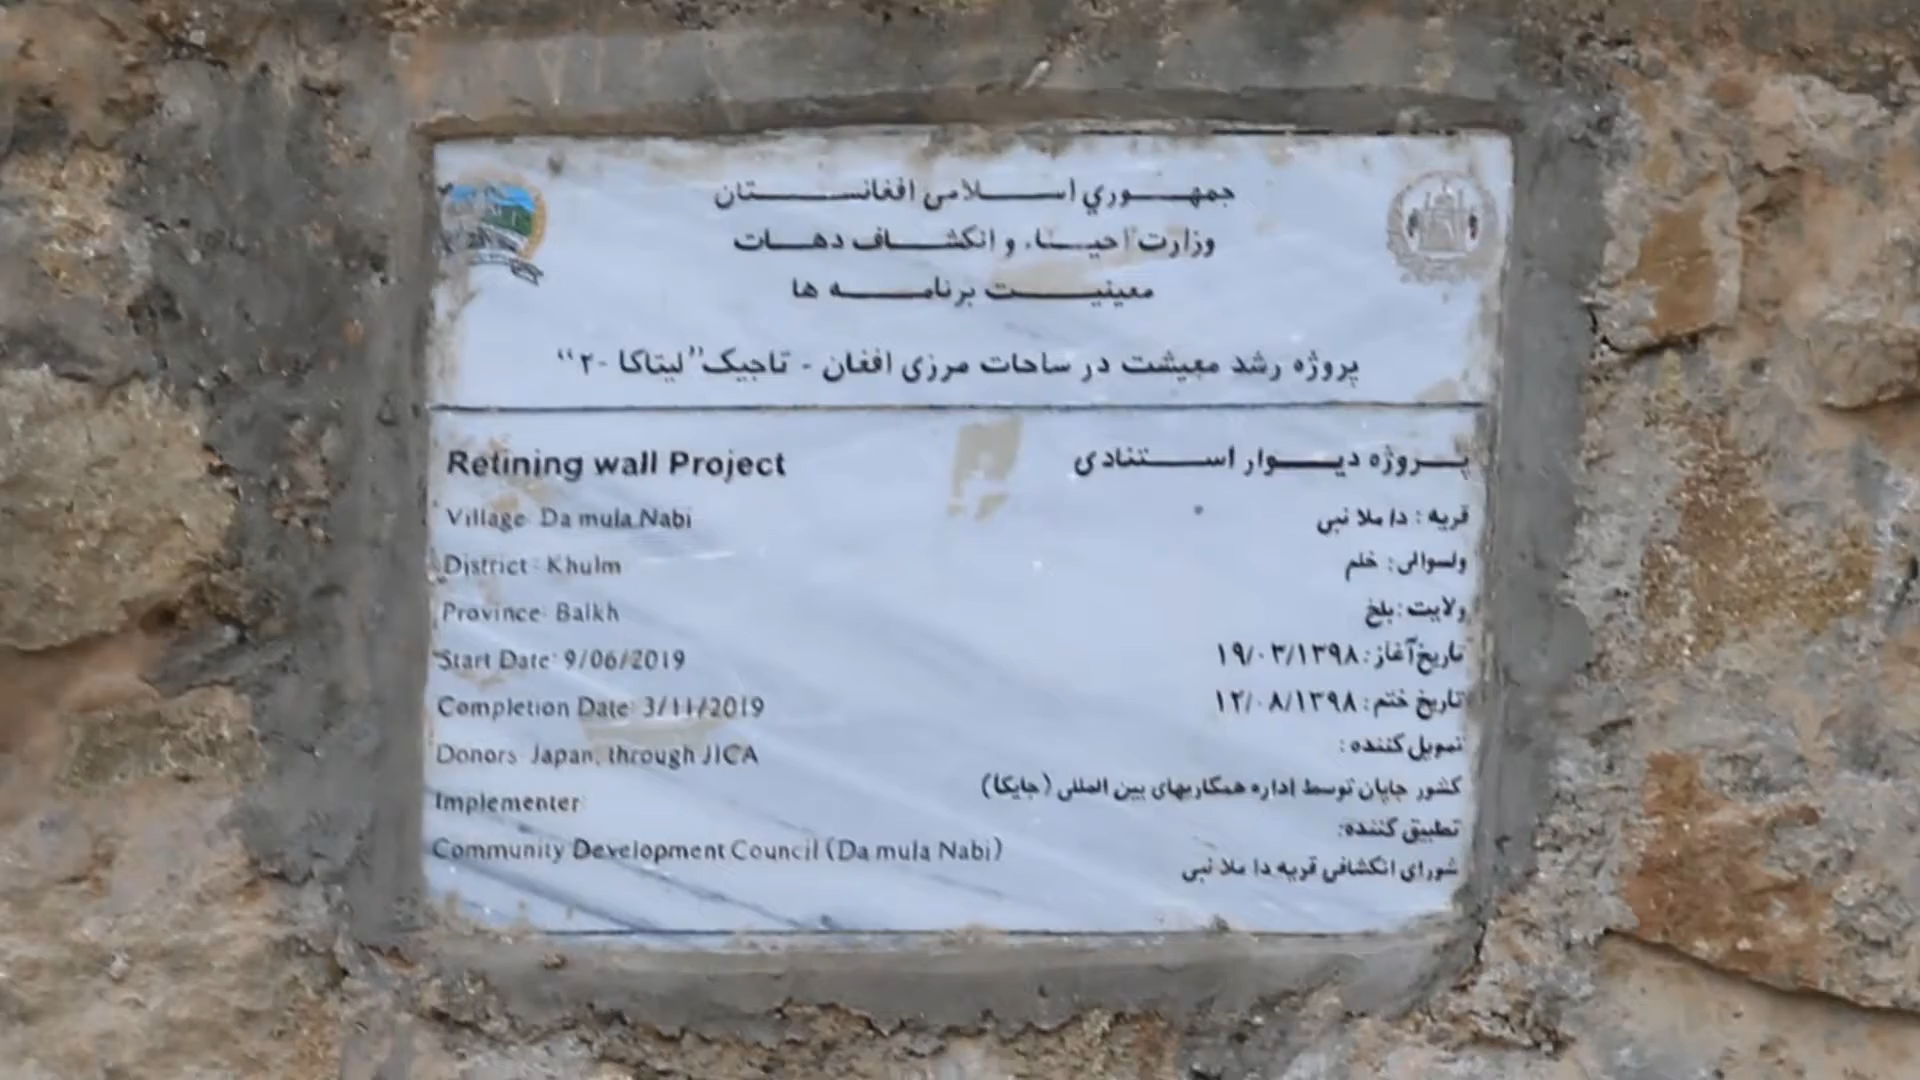 جمهوري اسلامی افغانستان
وزارت احیاء و انکشاف دهات
معینیت برنامه ها
پروژه رشد معیشت در ساحات مرزی افغان - تاجیک "لیتاکا -۲"
Retining wall Project
Village: Da mula Nabi
District: Khulm
Province: Balkh
Start Date: 9/06/2019
Completion Date: 3/11/2019
Donors: Japan, through JICA
Implementer:
Community Development Council (Da mula Nabi)
پروژه دیوار استنادی
قریه : دا ملا نبی
ولسوالی : خلم
ولایت : بلخ
تاریخ آغاز : ۱۹/۰۳/۱۳۹۸
تاریخ ختم : ۱۲/۰۸/۱۳۹۸
تمویل کننده :
کشور جاپان توسط اداره همکاریهای بین المللی (جایکا)
تطبیق کننده:
شورای انکشافی قریه دا ملا نبی